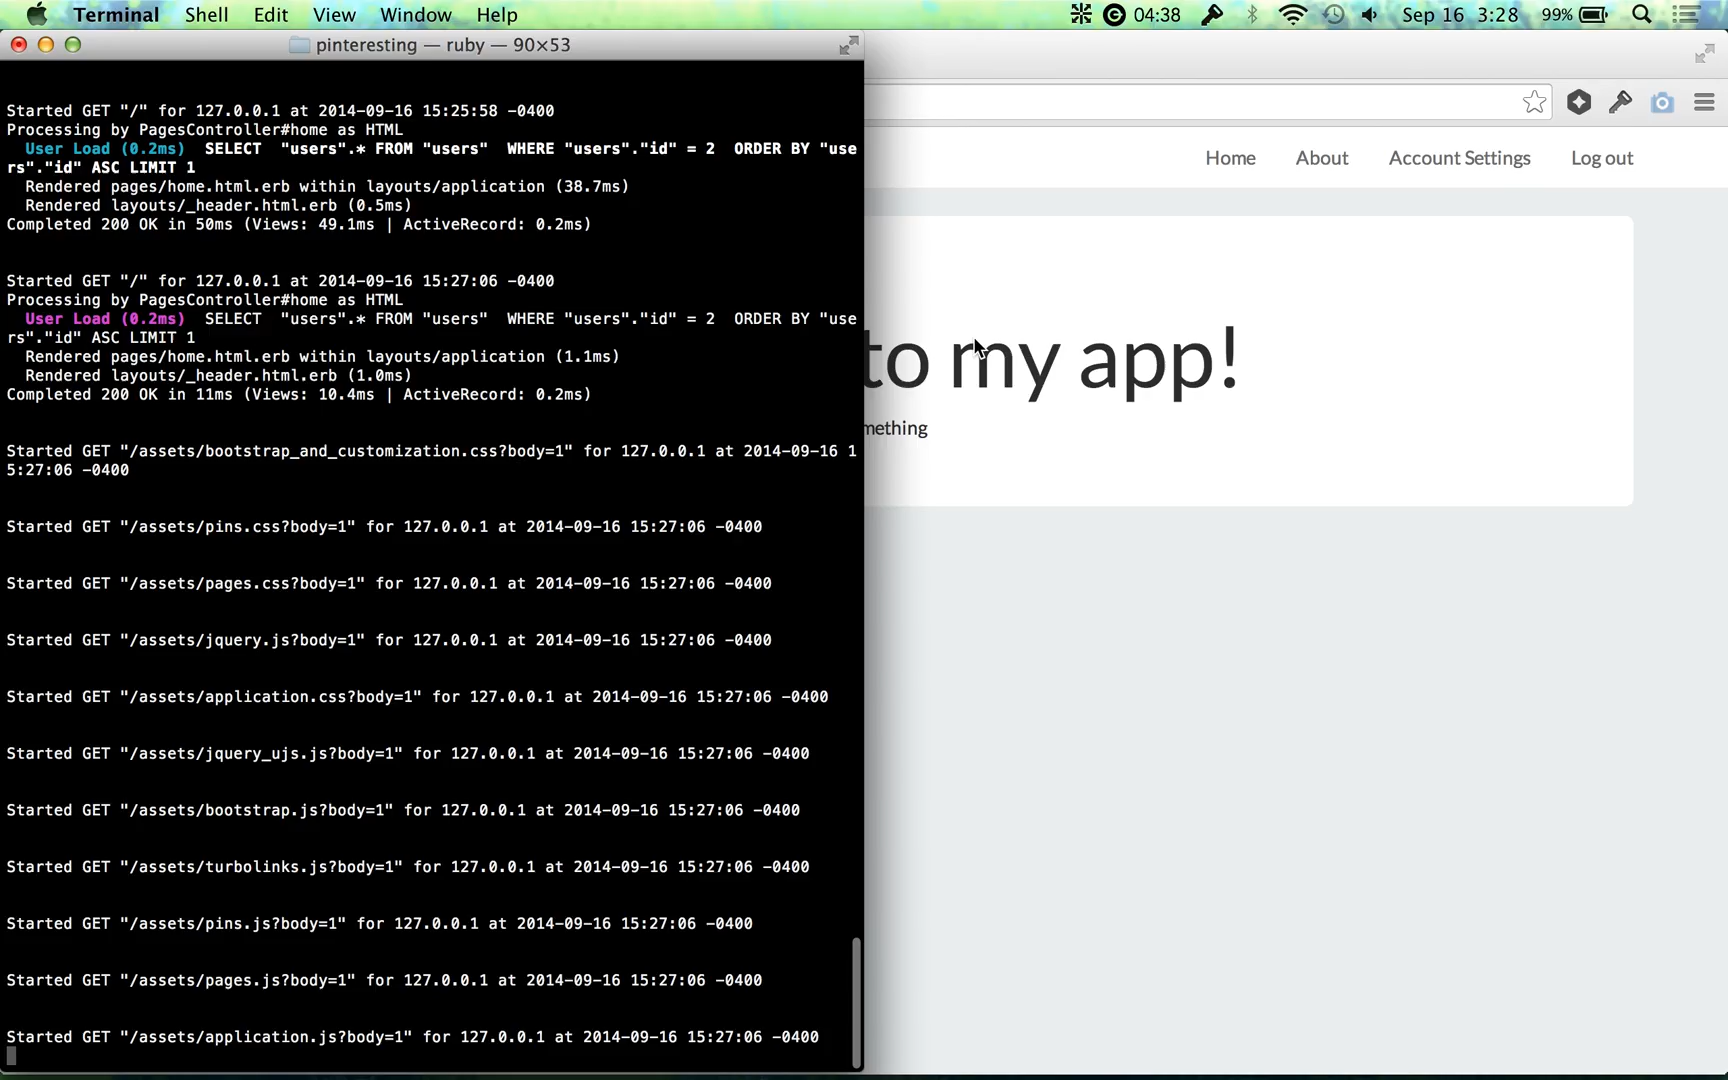 Terminal Shell Edit View Window Help 04:38 Sep 16 3:28 99%
pinteresting — ruby — 90×53
Started GET "/" for 127.0.0.1 at 2014-09-16 15:25:58 -0400
Processing by PagesController#home as HTML
User Load (0.2ms) SELECT "users".* FROM "users" WHERE "users"."id" = 2 ORDER BY "use
rs"."id" ASC LIMIT 1
Rendered pages/home.html.erb within layouts/application (38.7ms)
Rendered layouts/_header.html.erb (0.5ms)
Completed 200 OK in 50ms (Views: 49.1ms | ActiveRecord: 0.2ms)
Started GET "/" for 127.0.0.1 at 2014-09-16 15:27:06 -0400
Processing by PagesController#home as HTML
User Load (0.2ms) SELECT "users".* FROM "users" WHERE "users"."id" = 2 ORDER BY "use
rs"."id" ASC LIMIT 1
Rendered pages/home.html.erb within layouts/application (1.1ms)
Rendered layouts/_header.html.erb (1.0ms)
Completed 200 OK in 11ms (Views: 10.4ms | ActiveRecord: 0.2ms)
Started GET "/assets/bootstrap_and_customization.css?body=1" for 127.0.0.1 at 2014-09-16 1
5:27:06 -0400
Started GET "/assets/pins.css?body=1" for 127.0.0.1 at 2014-09-16 15:27:06 -0400
Started GET "/assets/pages.css?body=1" for 127.0.0.1 at 2014-09-16 15:27:06 -0400
Started GET "/assets/jquery.js?body=1" for 127.0.0.1 at 2014-09-16 15:27:06 -0400
Started GET "/assets/application.css?body=1" for 127.0.0.1 at 2014-09-16 15:27:06 -0400
Started GET "/assets/jquery_ujs.js?body=1" for 127.0.0.1 at 2014-09-16 15:27:06 -0400
Started GET "/assets/bootstrap.js?body=1" for 127.0.0.1 at 2014-09-16 15:27:06 -0400
Started GET "/assets/turbolinks.js?body=1" for 127.0.0.1 at 2014-09-16 15:27:06 -0400
Started GET "/assets/pins.js?body=1" for 127.0.0.1 at 2014-09-16 15:27:06 -0400
Started GET "/assets/pages.js?body=1" for 127.0.0.1 at 2014-09-16 15:27:06 -0400
Started GET "/assets/application.js?body=1" for 127.0.0.1 at 2014-09-16 15:27:06 -0400
Home About Account Settings Log out
to my app!
mething